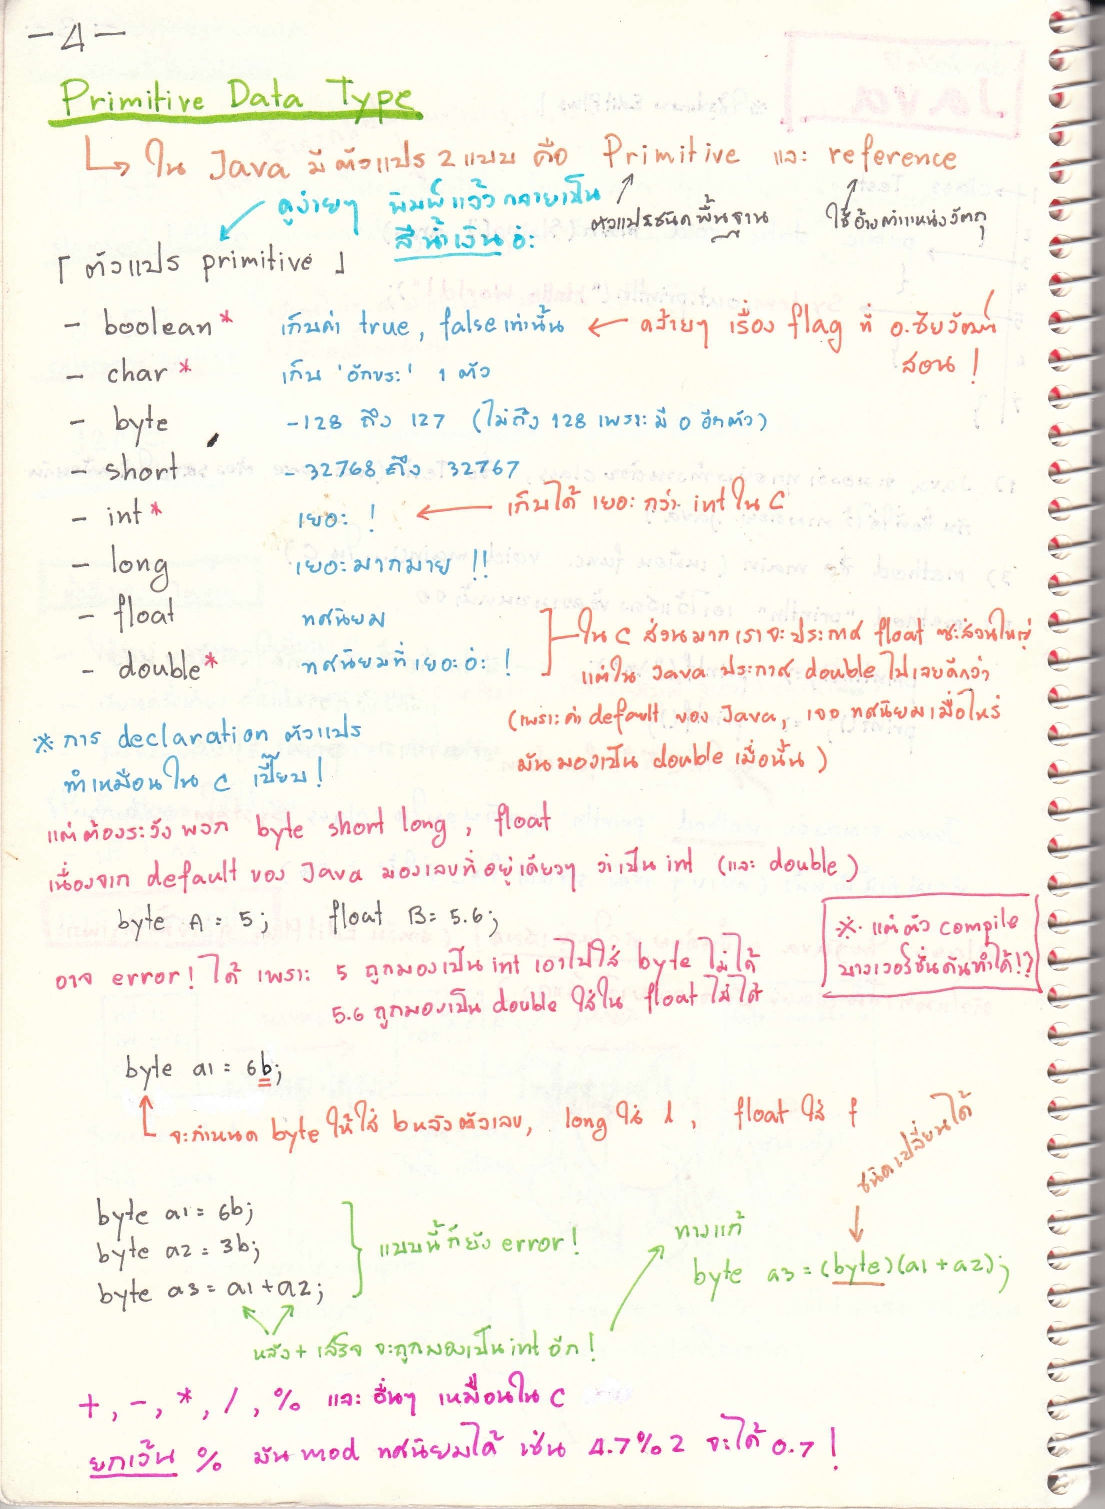 -4-
Primitive Data Type
↳ ใน Java มีตัวแปร 2 แบบ คือ Primitive และ reference
ดูง่ายๆ พิมพ์แล้วกลายเป็น
สีน้ำเงินอ่ะ
ตัวแปรชนิดพื้นฐาน
ใช้อ้างตำแหน่งวัตถุ
「ตัวแปร primitive」
- boolean* เก็บค่า true, false เท่านั้น ← คล้ายๆ เรื่อง flag ที่ อ.ชัยวัฒน์
สอน!
- char* เก็บ 'อักขระ' 1 ตัว
- byte -128 ถึง 127 (ไม่ถึง 128 เพราะมี 0 อีกตัว)
- short -32768 ถึง 32767
- int* เยอะ! ← เก็บได้ เยอะ กว่า int ใน C
- long เยอะมากมาย!!
- float ทศนิยม
- double* ทศนิยมที่เยอะอ่ะ!
ใน C ส่วนมากเราจะประกาศ float ซะส่วนใหญ่
แต่ใน Java ประกาศ double ไปเลยดีกว่า
(เพราะค่า default ของ Java, เจอ ทศนิยมเมื่อไหร่
มันมองเป็น double เมื่อนั้น)
※ การ declaration ตัวแปร
ทำเหมือนใน C เปี๊ยบ!
แต่ต้องระวัง พวก byte short long, float
เนื่องจาก default ของ Java มองเลขที่อยู่เดียวๆ ว่าเป็น int (และ double)
byte A = 5; float B = 5.6;
อาจ error! ได้ เพราะ 5 ถูกมองเป็น int เอาไปใส่ byte ไม่ได้
5.6 ถูกมองเป็น double ใส่ใน float ไม่ได้
※ แต่ตัว compile
บางเวอร์ชั่นดันทำได้!?
byte a1 = 6b;
จะกำหนด byte ให้ใส่ b หลังตัวเลข, long ใส่ l, float ใส่ f
ชนิดเปลี่ยนได้
byte a1 = 6b;
byte a2 = 3b;
byte a3 = a1+a2;
แบบนี้ก็ยัง error!
ทางแก้
byte a3 = (byte)(a1+a2);
หลัง + เสร็จ จะถูกมองเป็น int อีก!
+, -, *, /, % และ อื่นๆ เหมือนใน C
ยกเว้น % มัน mod ทศนิยมได้ เช่น 4.7%2 จะได้ 0.7!